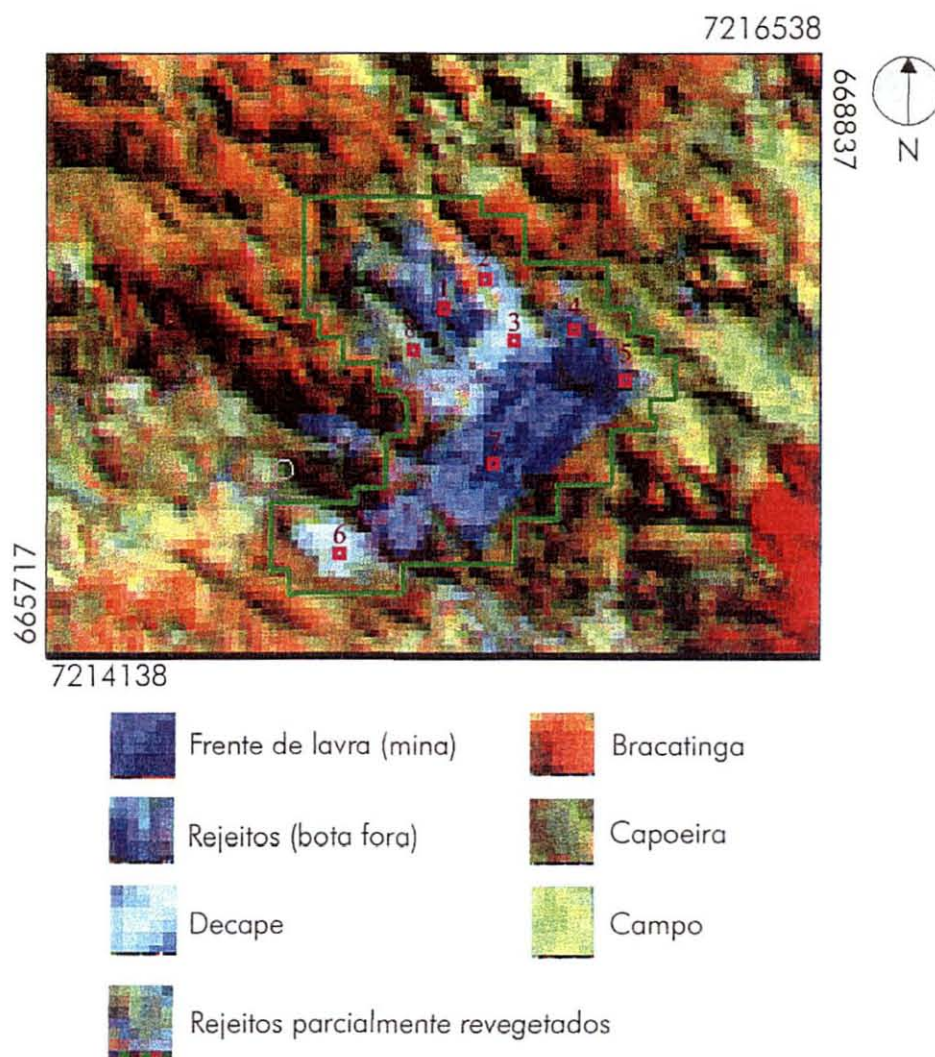 7216538
668837
N
2
1
3
4
8
5
7
6
665717
7214138
Frente de lavra (mina)
Bracatinga
Rejeitos (bota fora)
Capoeira
Decape
Campo
Rejeitos parcialmente revegetados